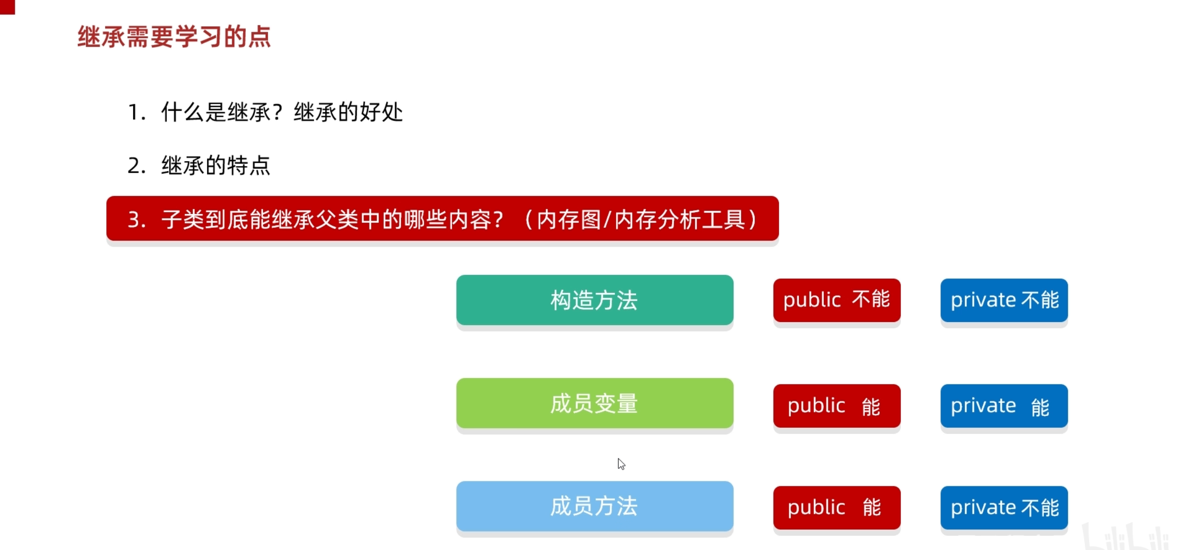 继承需要学习的点
1. 什么是继承？继承的好处
2. 继承的特点
3. 子类到底能继承父类中的哪些内容？（内存图/内存分析工具）
构造方法 public 不能 private 不能
成员变量 public 能 private 能
成员方法 public 能 private 不能
bilibili